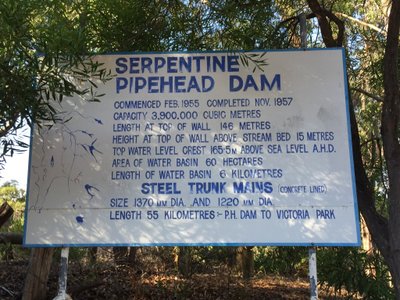 SERPENTINE
PIPEHEAD DAM
COMMENCED FEB. 1955 COMPLETED NOV. 1957
CAPACITY 3,900,000 CUBIC METRES
LENGTH AT TOP OF WALL 146 METRES
HEIGHT AT TOP OF WALL ABOVE STREAM BED 15 METRES
TOP WATER LEVEL CREST 165.5M ABOVE SEA LEVEL A.H.D.
AREA OF WATER BASIN 60 HECTARES
LENGTH OF WATER BASIN 6 KILOMETRES
STEEL TRUNK MAINS (CONCRETE LINED)
SIZE 1370 M/M DIA. AND 1220 M/M DIA
LENGTH 55 KILOMETRES :- P.H. DAM TO VICTORIA PARK